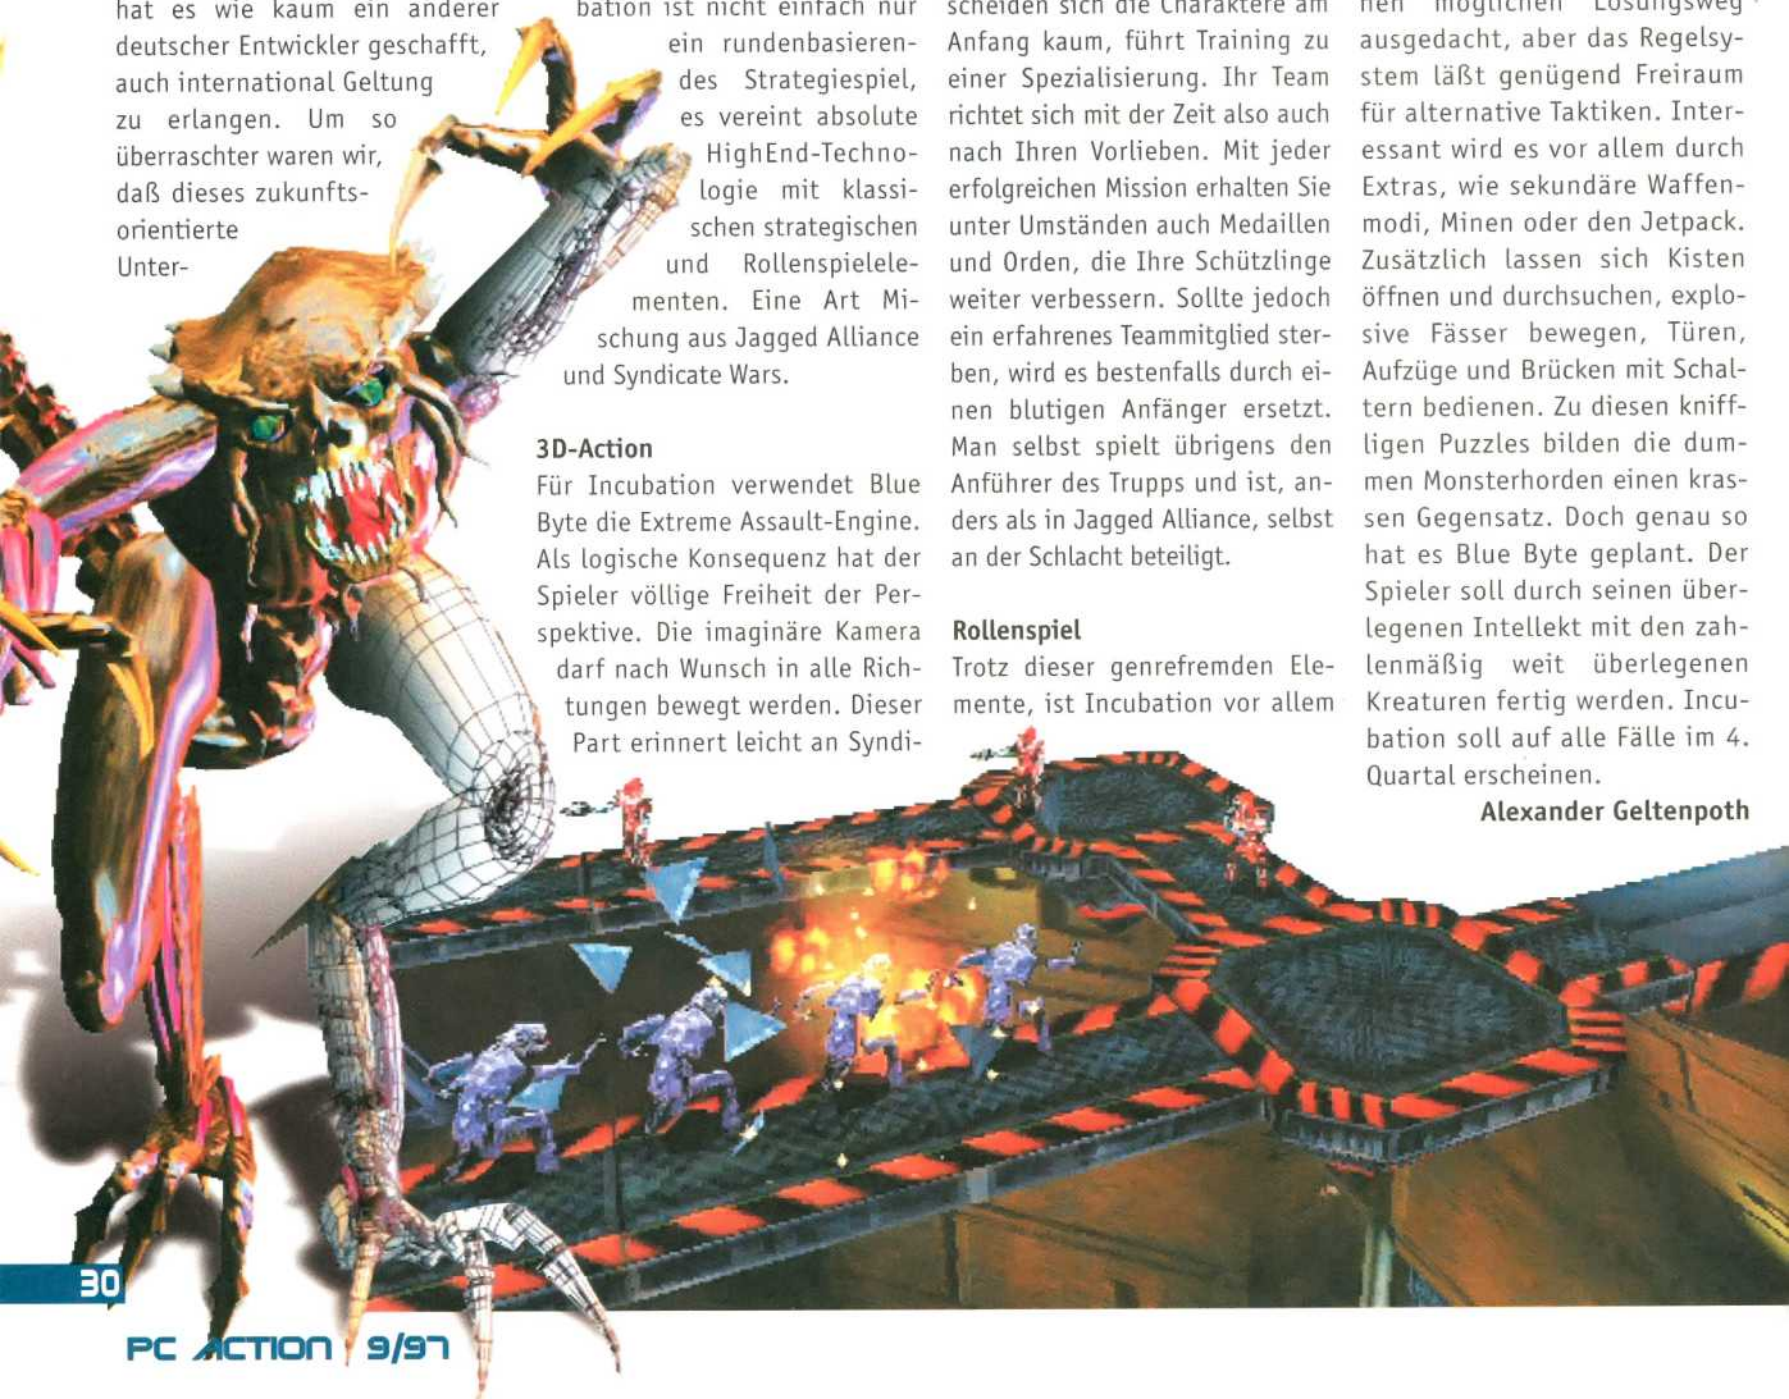 hat es wie kaum ein anderer
deutscher Entwickler geschafft,
auch international Geltung
zu erlangen. Um so
überraschter waren wir,
daß dieses zukunfts-
orientierte
Unter-
bation ist nicht einfach nur
ein rundenbasieren-
des Strategiespiel,
es vereint absolute
HighEnd-Techno-
logie mit klassi-
schen strategischen
und Rollenspielele-
menten. Eine Art Mi-
schung aus Jagged Alliance
und Syndicate Wars.
3D-Action
Für Incubation verwendet Blue
Byte die Extreme Assault-Engine.
Als logische Konsequenz hat der
Spieler völlige Freiheit der Per-
spektive. Die imaginäre Kamera
darf nach Wunsch in alle Rich-
tungen bewegt werden. Dieser
Part erinnert leicht an Syndi-
scheiden sich die Charaktere am
Anfang kaum, führt Training zu
einer Spezialisierung. Ihr Team
richtet sich mit der Zeit also auch
nach Ihren Vorlieben. Mit jeder
erfolgreichen Mission erhalten Sie
unter Umständen auch Medaillen
und Orden, die Ihre Schützlinge
weiter verbessern. Sollte jedoch
ein erfahrenes Teammitglied ster-
ben, wird es bestenfalls durch ei-
nen blutigen Anfänger ersetzt.
Man selbst spielt übrigens den
Anführer des Trupps und ist, an-
ders als in Jagged Alliance, selbst
an der Schlacht beteiligt.
Rollenspiel
Trotz dieser genrefremden Ele-
mente, ist Incubation vor allem
nen möglichen Lösungsweg
ausgedacht, aber das Regelsy-
stem läßt genügend Freiraum
für alternative Taktiken. Inter-
essant wird es vor allem durch
Extras, wie sekundäre Waffen-
modi, Minen oder den Jetpack.
Zusätzlich lassen sich Kisten
öffnen und durchsuchen, explo-
sive Fässer bewegen, Türen,
Aufzüge und Brücken mit Schal-
tern bedienen. Zu diesen kniff-
ligen Puzzles bilden die dum-
men Monsterhorden einen kras-
sen Gegensatz. Doch genau so
hat es Blue Byte geplant. Der
Spieler soll durch seinen über-
legenen Intellekt mit den zah-
lenmäßig weit überlegenen
Kreaturen fertig werden. Incu-
bation soll auf alle Fälle im 4.
Quartal erscheinen.
Alexander Geltenpoth
30
PC ACTION 9/97